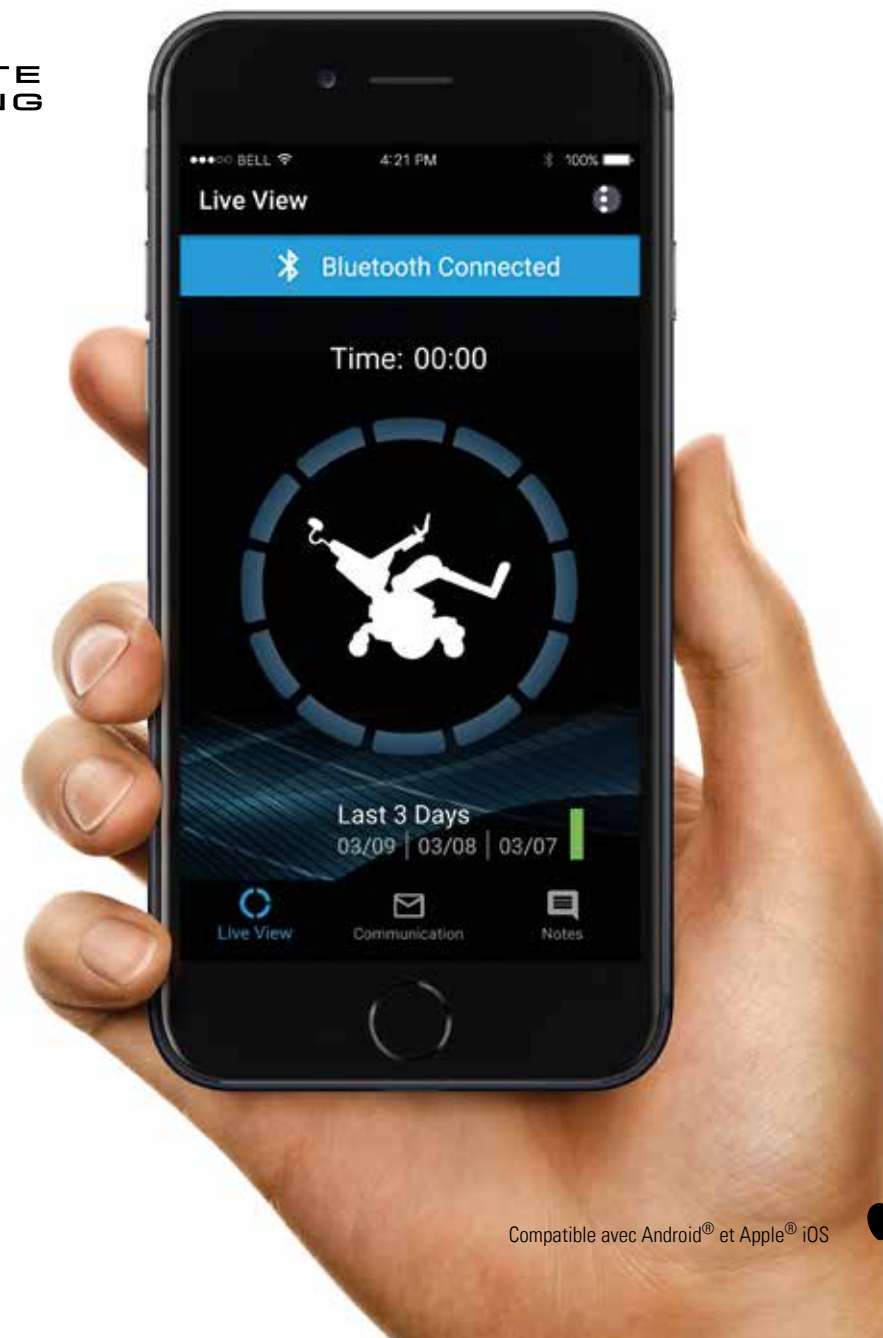 ●●●○○ BELL 4:21 PM 100%
Live View
Bluetooth Connected
Time: 00:00
Last 3 Days
03/09 | 03/08 | 03/07
Live View Communication Notes
Compatible avec Android® et Apple® iOS